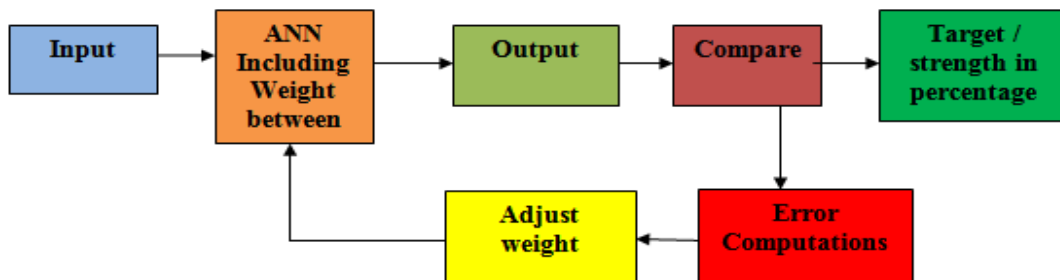 Input
ANN
Including
Weight
between
Output
Compare
Target /
strength in
percentage
Adjust
weight
Error
Computations